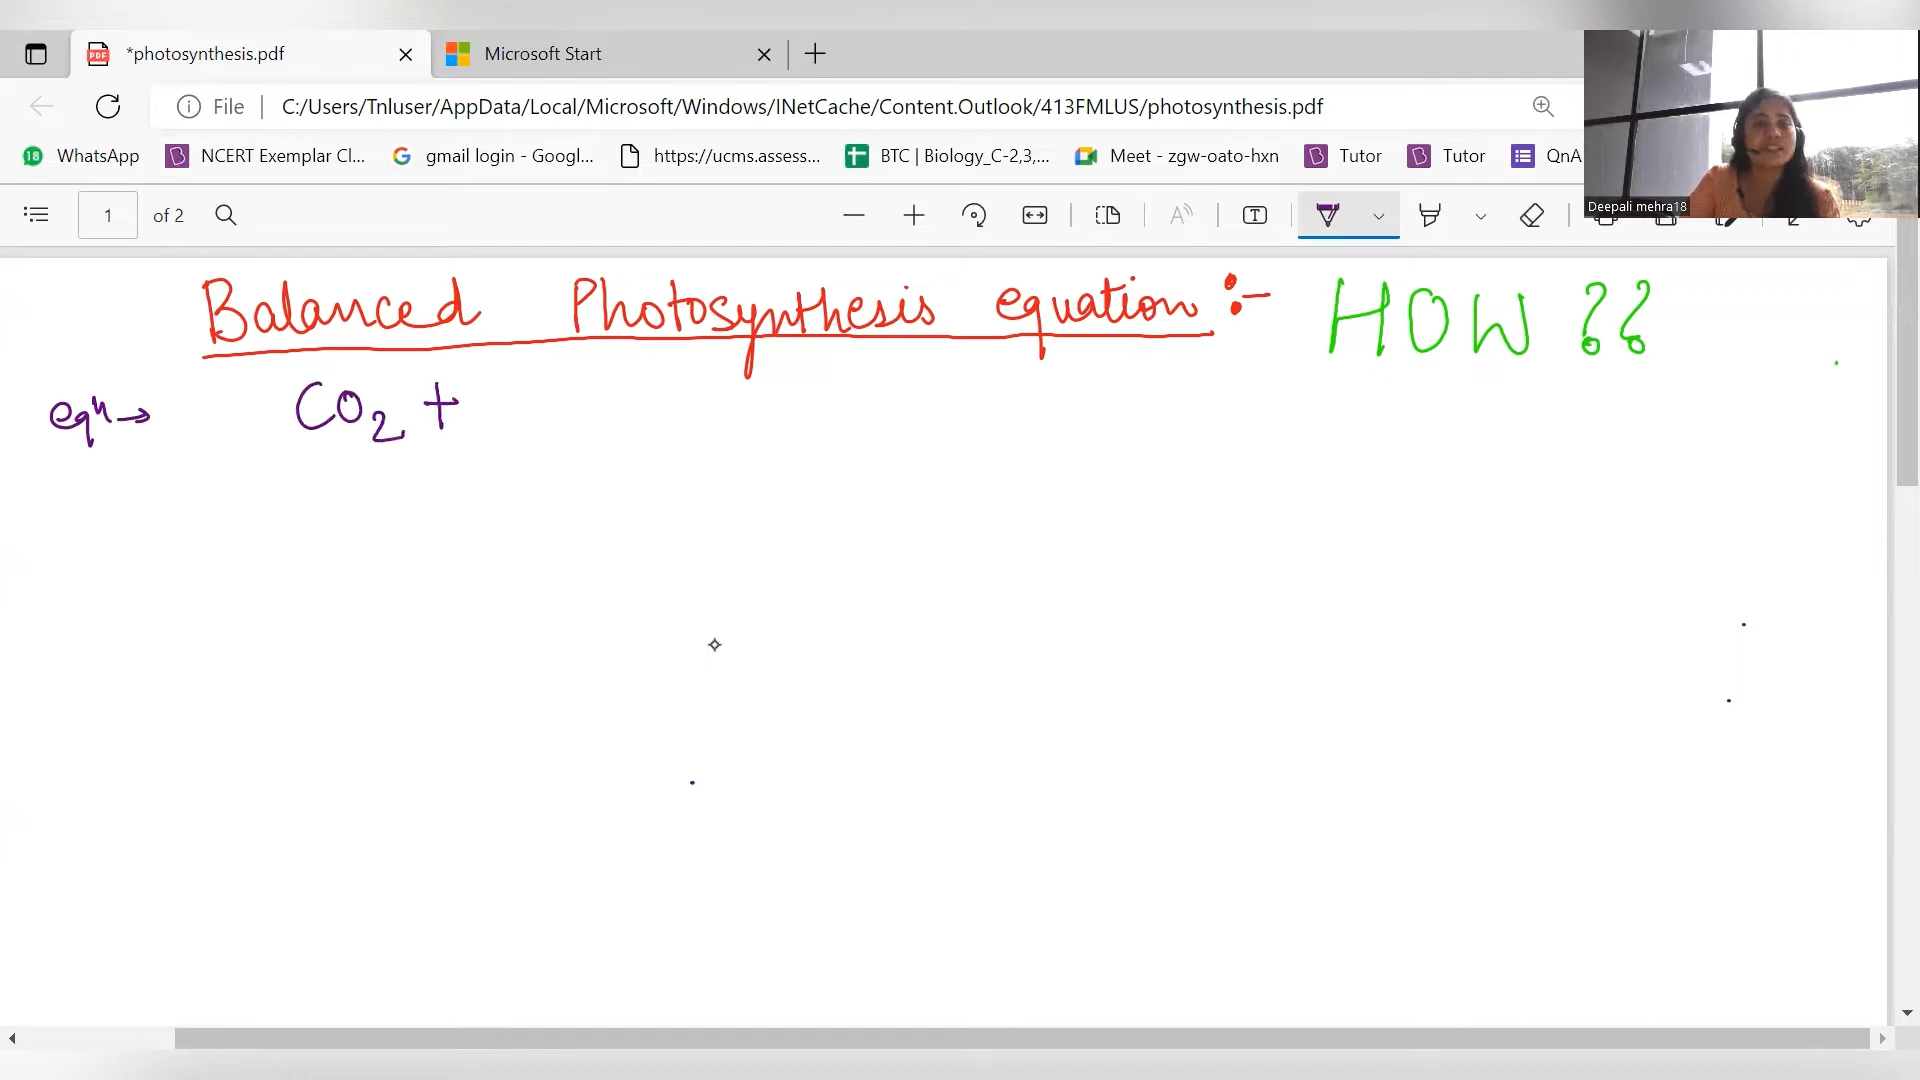 *photosynthesis.pdf
Microsoft Start
File
C:/Users/Tnluser/AppData/Local/Microsoft/Windows/INetCache/Content.Outlook/413FMLUS/photosynthesis.pdf
18 WhatsApp
NCERT Exemplar Cl...
gmail login - Googl...
https://ucms.assess...
BTC | Biology_C-2,3,...
Meet - zgw-oato-hxn
Tutor
Tutor
QnA
Deepali mehra18
1 of 2
Balanced Photosynthesis equation :- HOW ??
eqn → CO2 +